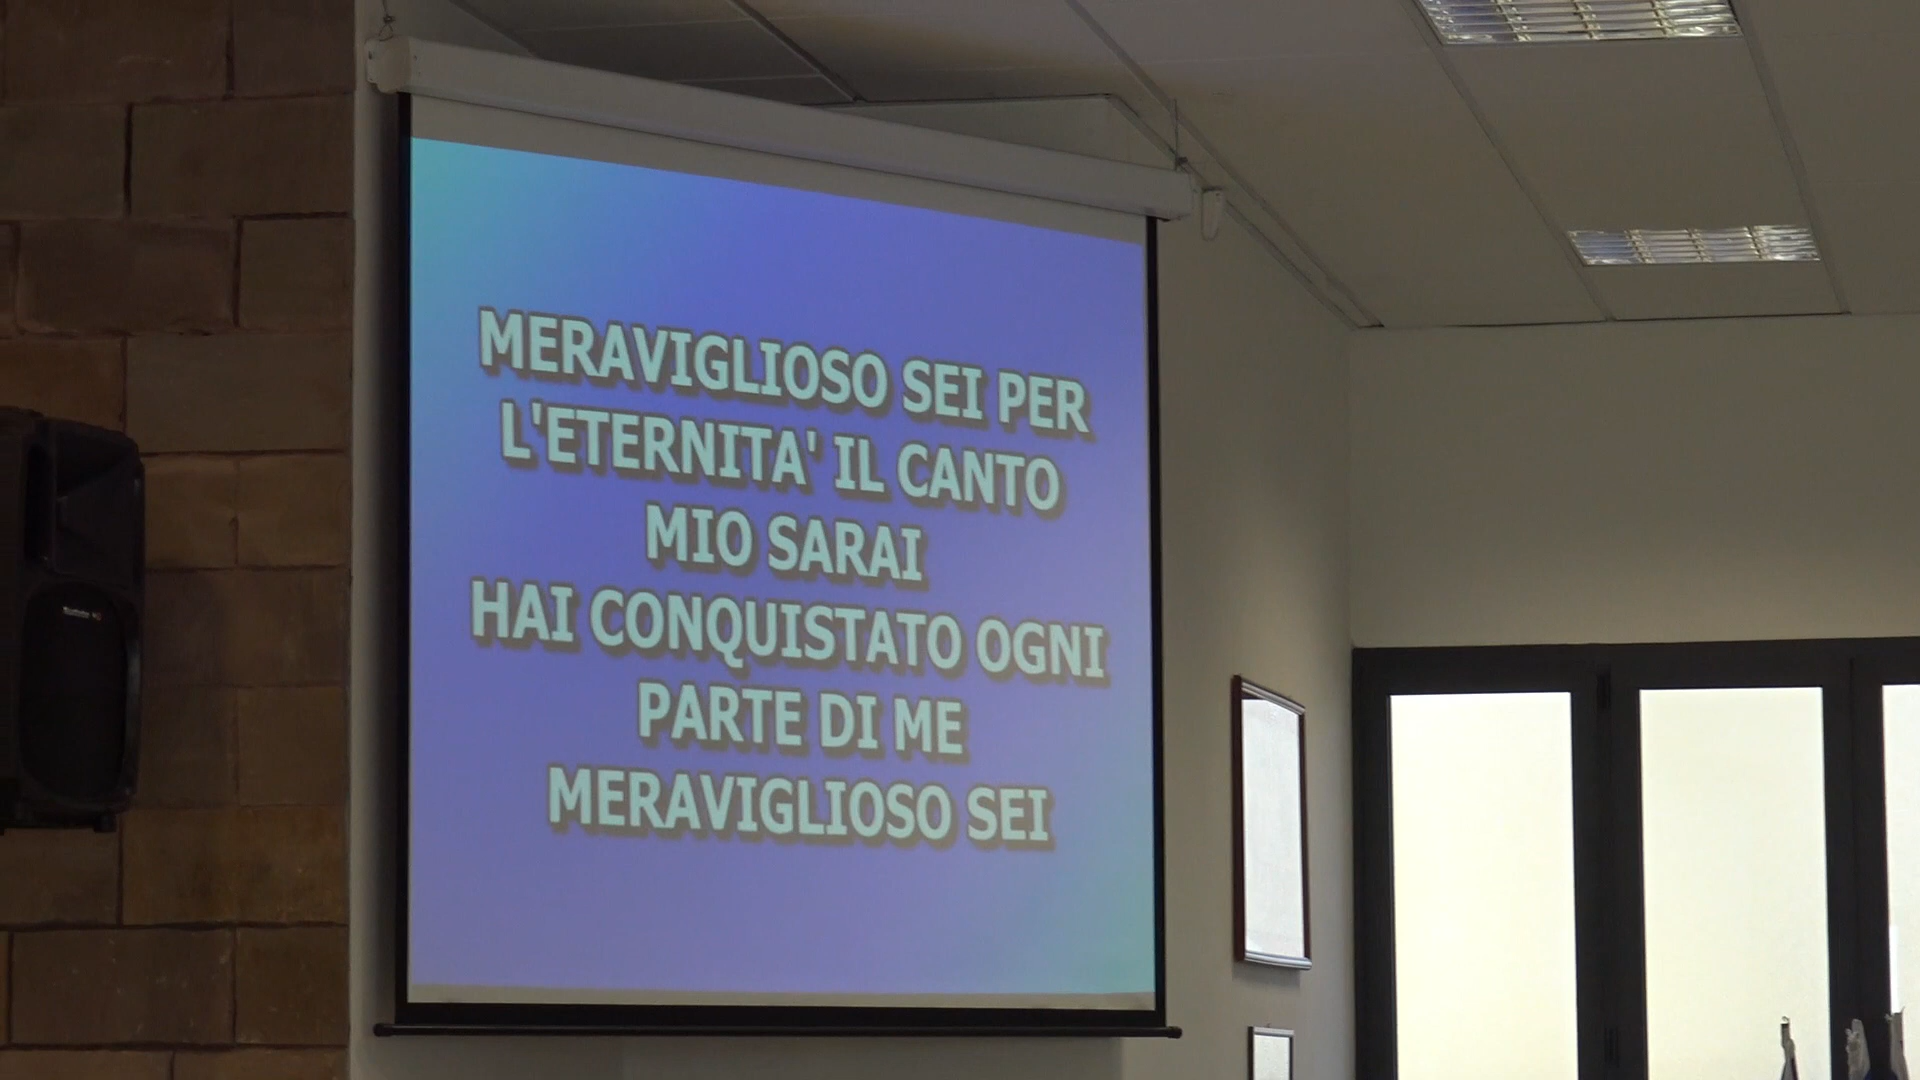 MERAVIGLIOSO SEI PER
L'ETERNITA' IL CANTO
MIO SARAI
HAI CONQUISTATO OGNI
PARTE DI ME
MERAVIGLIOSO SEI